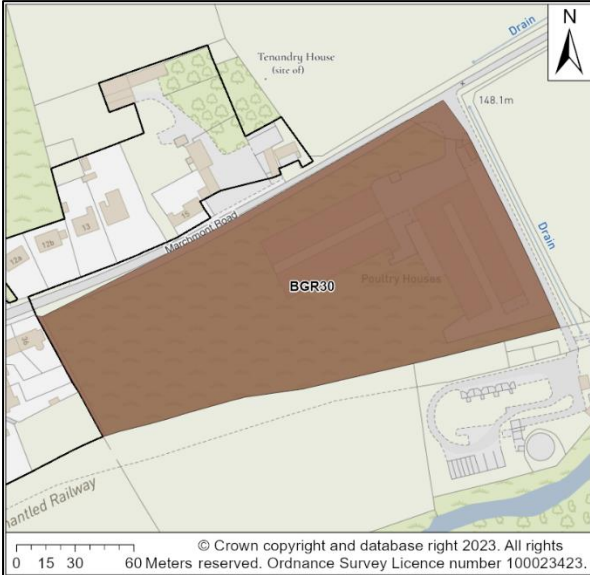 N
Drain
Tenandry House
(site of)
148.1m
15
Marchmont Road
13
12b
12a
Drain
BGR30
Poultry Houses
mantled Railway
© Crown copyright and database right 2023. All rights
0 15 30 60 Meters reserved. Ordnance Survey Licence number 100023423.